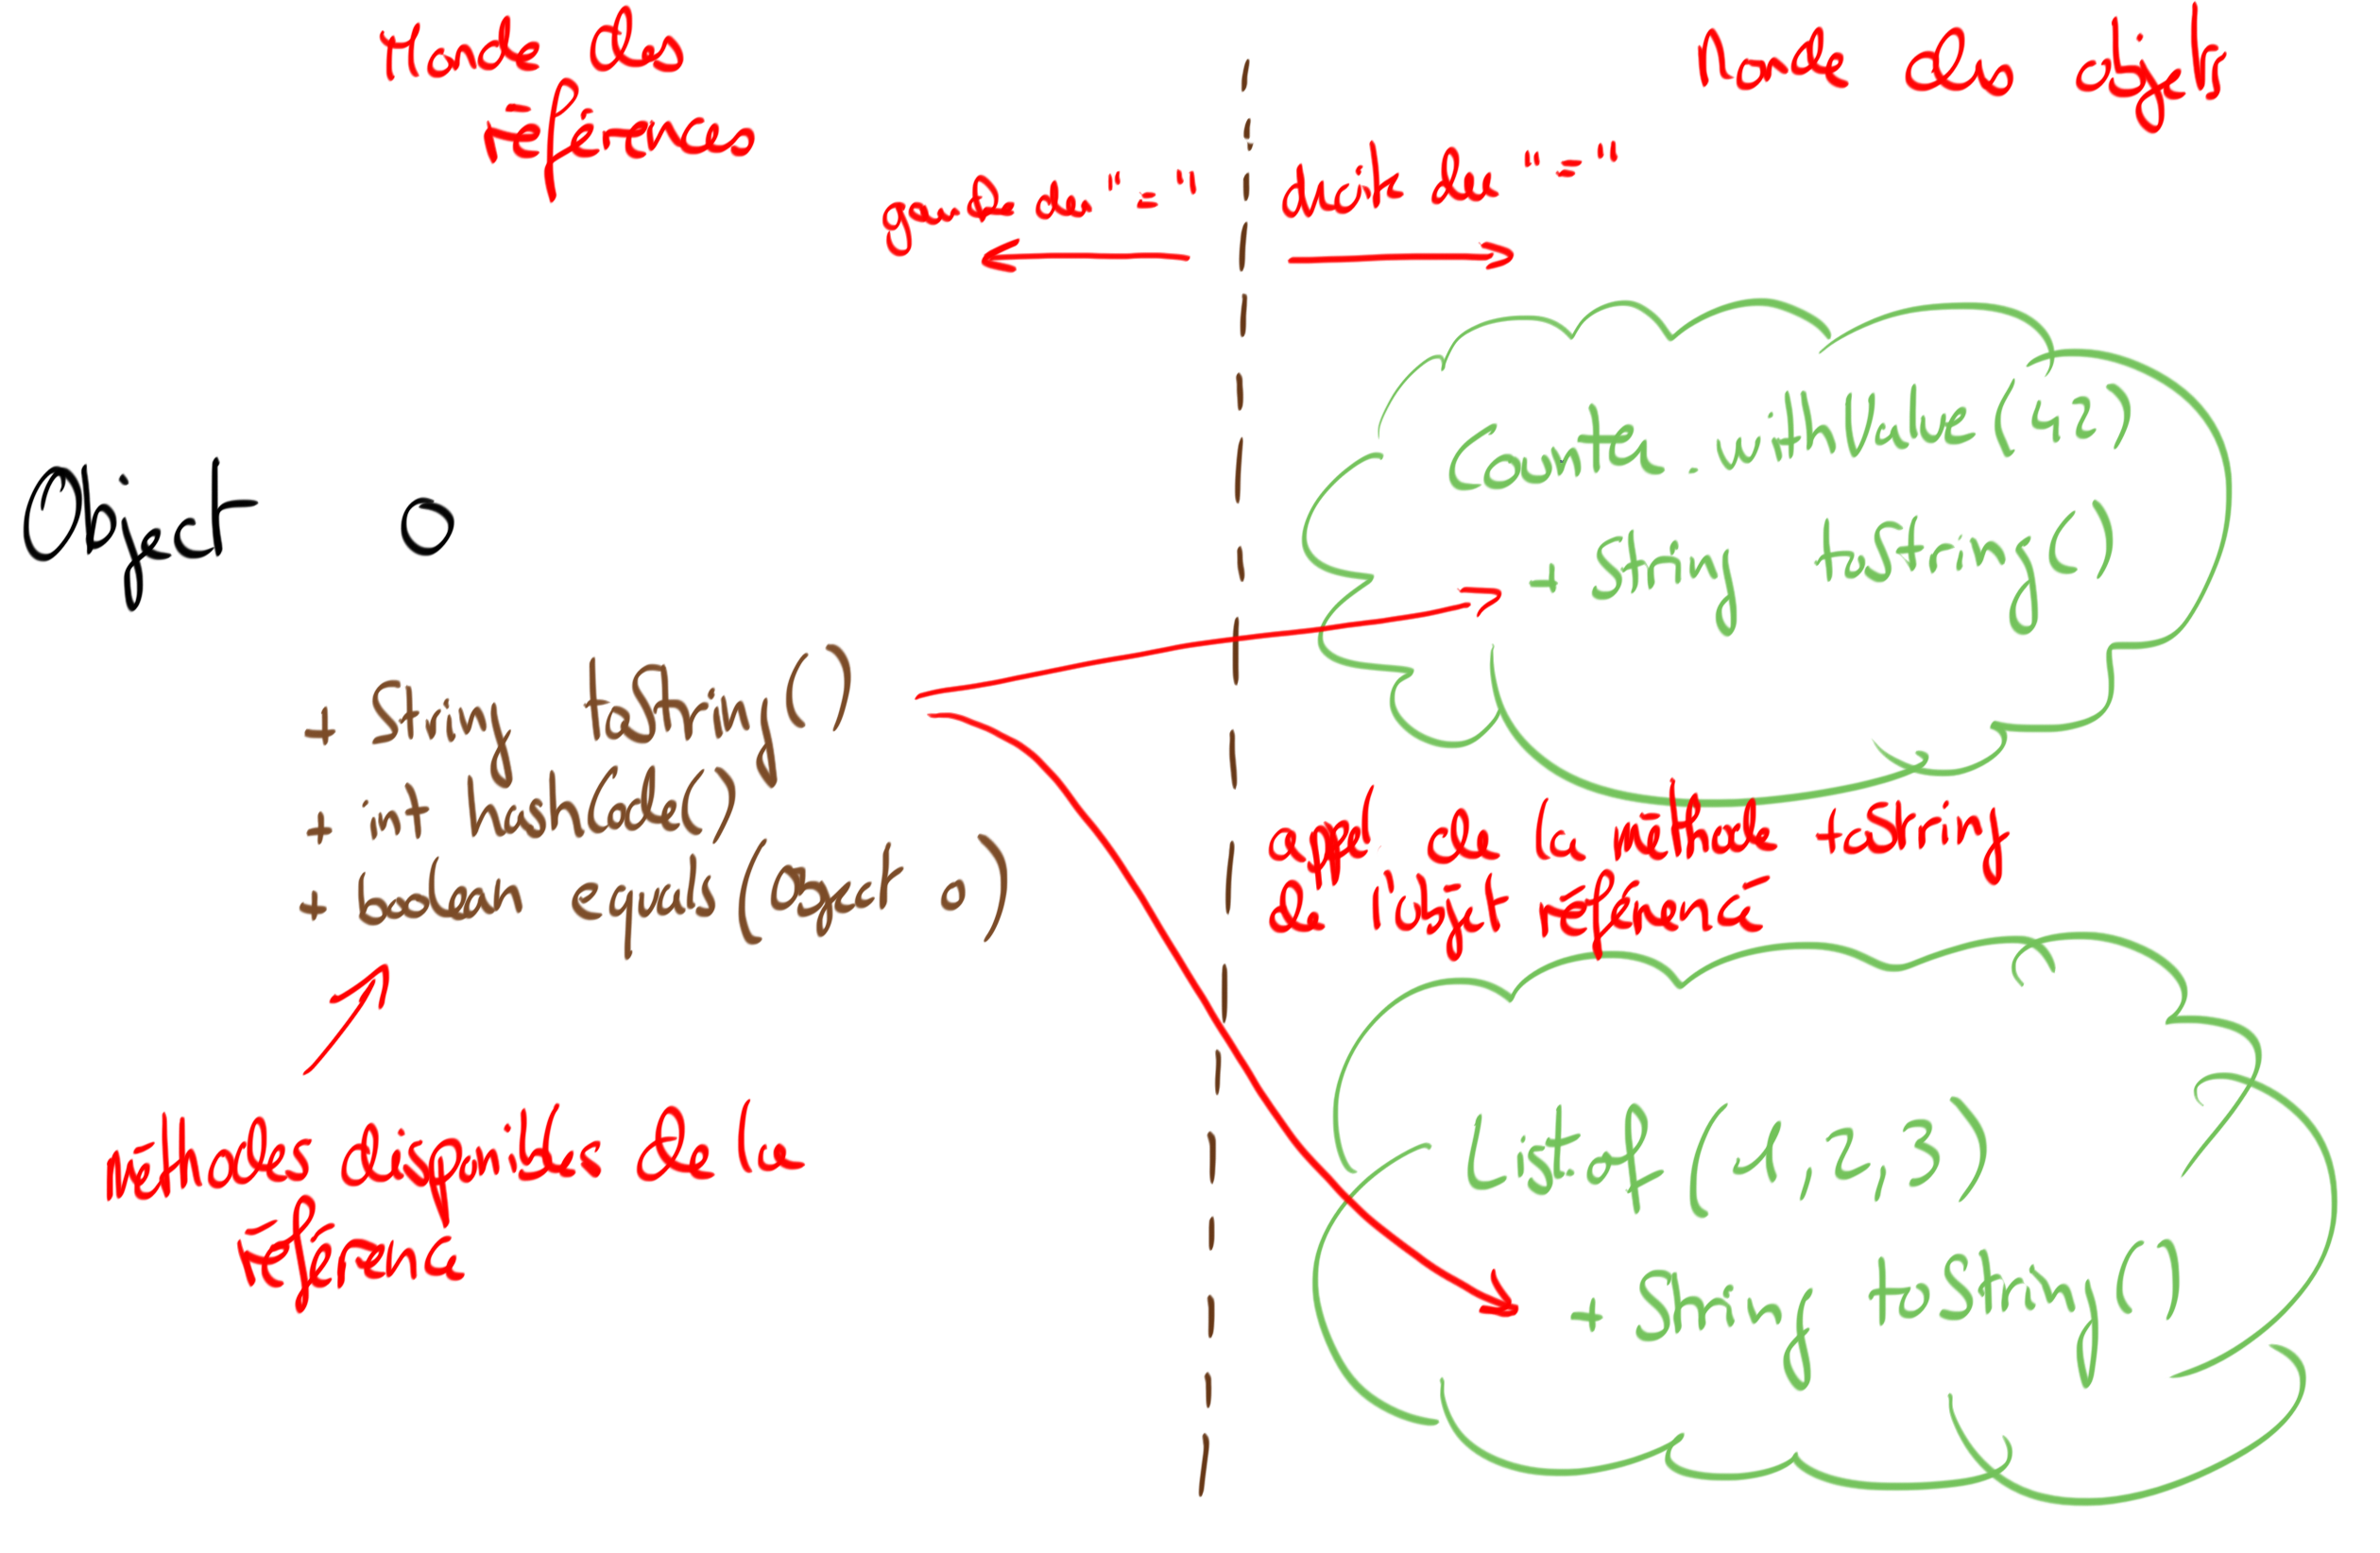 Monde des
références
Monde des objets
gauche du "="
droite du "="
Object o
Counter.withValue(42)
+ String toString()
+ String toString()
+ int hashCode()
+ boolean equals(Object o)
appel de la méthode toString
de l'objet référencé
méthodes disponibles de la
référence
List.of(1,2,3)
+ String toString()